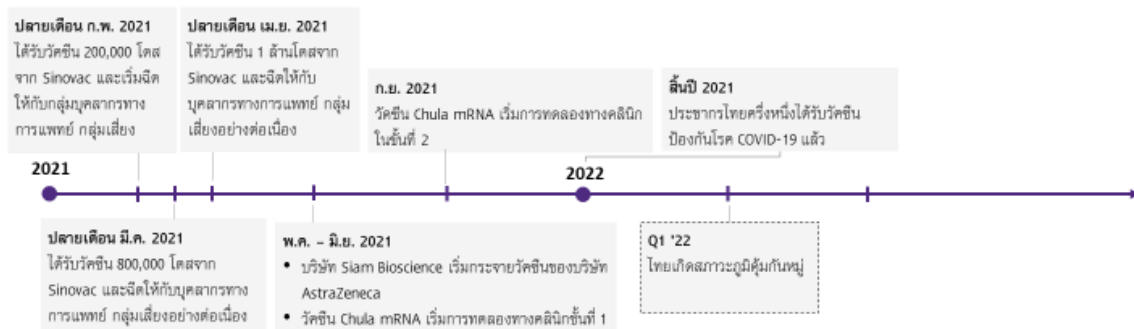 ปลายเดือน ก.พ. 2021
ได้รับวัคซีน 200,000 โดส
จาก Sinovac และเริ่มฉีด
ให้กับกลุ่มบุคลากรทาง
การแพทย์ กลุ่มเสี่ยง
ปลายเดือน เม.ย. 2021
ได้รับวัคซีน 1 ล้านโดสจาก
Sinovac และฉีดให้กับ
บุคลากรทางการแพทย์ กลุ่ม
เสี่ยงอย่างต่อเนื่อง
ก.ย. 2021
วัคซีน Chula mRNA เริ่มการทดลองทางคลินิก
ในขั้นที่ 2
สิ้นปี 2021
ประชากรไทยครึ่งหนึ่งได้รับวัคซีน
ป้องกันโรค COVID-19 แล้ว
2021
2022
ปลายเดือน มี.ค. 2021
ได้รับวัคซีน 800,000 โดสจาก
Sinovac และฉีดให้กับบุคลากรทาง
การแพทย์ กลุ่มเสี่ยงอย่างต่อเนื่อง
พ.ค. – มิ.ย. 2021
• บริษัท Siam Bioscience เริ่มกระจายวัคซีนของบริษัท
AstraZeneca
• วัคซีน Chula mRNA เริ่มการทดลองทางคลินิกขั้นที่ 1
Q1 '22
ไทยเกิดสภาวะภูมิคุ้มกันหมู่